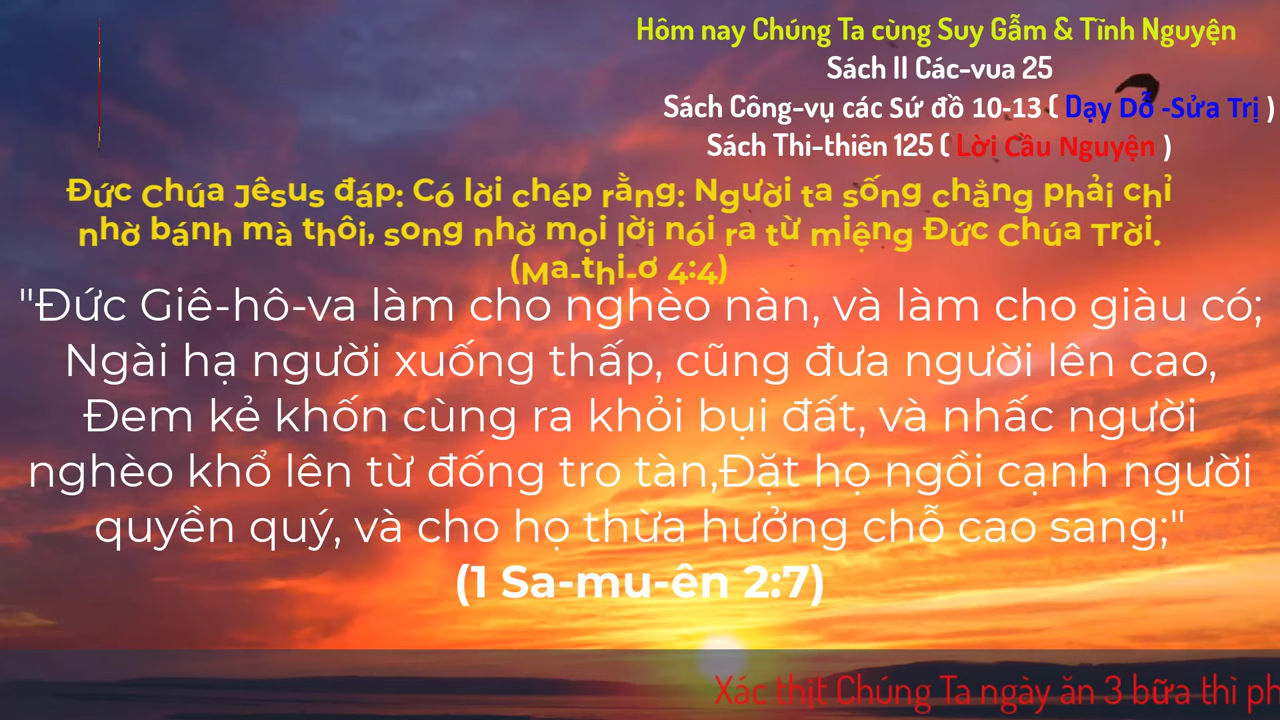 Hôm nay Chúng Ta cùng Suy Gẫm & Tĩnh Nguyện
Sách II Các-vua 25
Sách Công-vụ các Sứ đồ 10-13 ( Dạy Dỗ -Sửa Trị )
Sách Thi-thiên 125 ( Lời Cầu Nguyện )
Đức Chúa Jêsus đáp: Có lời chép rằng: Người ta sống chẳng phải chỉ
nhờ bánh mà thôi, song nhờ mọi lời nói ra từ miệng Đức Chúa Trời.
(Ma-thi-ơ 4:4)
"Đức Giê-hô-va làm cho nghèo nàn, và làm cho giàu có;
Ngài hạ người xuống thấp, cũng đưa người lên cao,
Đem kẻ khốn cùng ra khỏi bụi đất, và nhấc người
nghèo khổ lên từ đống tro tàn,Đặt họ ngồi cạnh người
quyền quý, và cho họ thừa hưởng chỗ cao sang;"
(1 Sa-mu-ên 2:7)
Xác thịt Chúng Ta ngày ăn 3 bữa thì